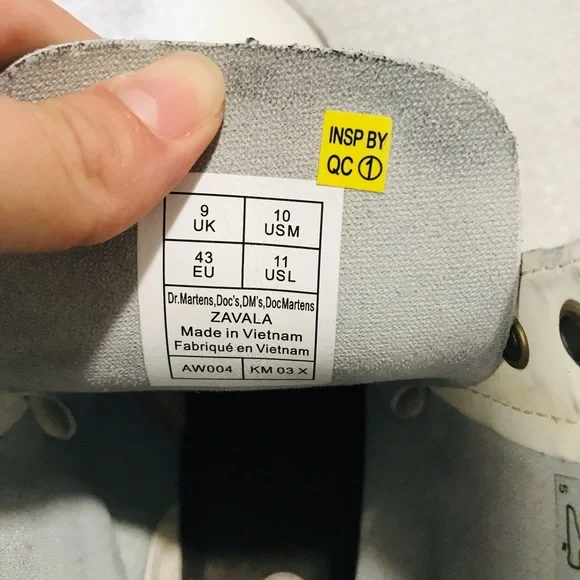 INSP BY
QC 1
9 10
UK USM
43 11
EU USL
Dr.Martens,Doc's,DM's,DocMartens
ZAVALA
Made in Vietnam
Fabriqué en Vietnam
AW004 KM 03 X
5